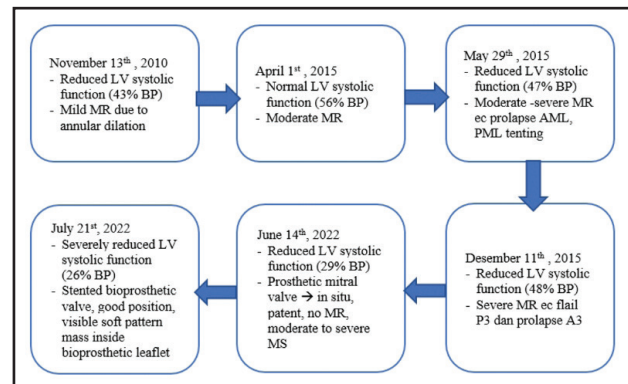 November 13th , 2010
- Reduced LV systolic
function (43% BP)
- Mild MR due to
annular dilation
April 1st , 2015
- Normal LV systolic
function (56% BP)
- Moderate MR
May 29th , 2015
- Reduced LV systolic
function (47% BP)
- Moderate -severe MR
ec prolapse AML,
PML tenting
Desember 11th , 2015
- Reduced LV systolic
function (48% BP)
- Severe MR ec flail
P3 dan prolapse A3
June 14th, 2022
- Reduced LV systolic
function (29% BP)
- Prosthetic mitral
valve → in situ,
patent, no MR,
moderate to severe
MS
July 21st, 2022
- Severely reduced LV
systolic function
(26% BP)
- Stented bioprosthetic
valve, good position,
visible soft pattern
mass inside
bioprosthetic leaflet